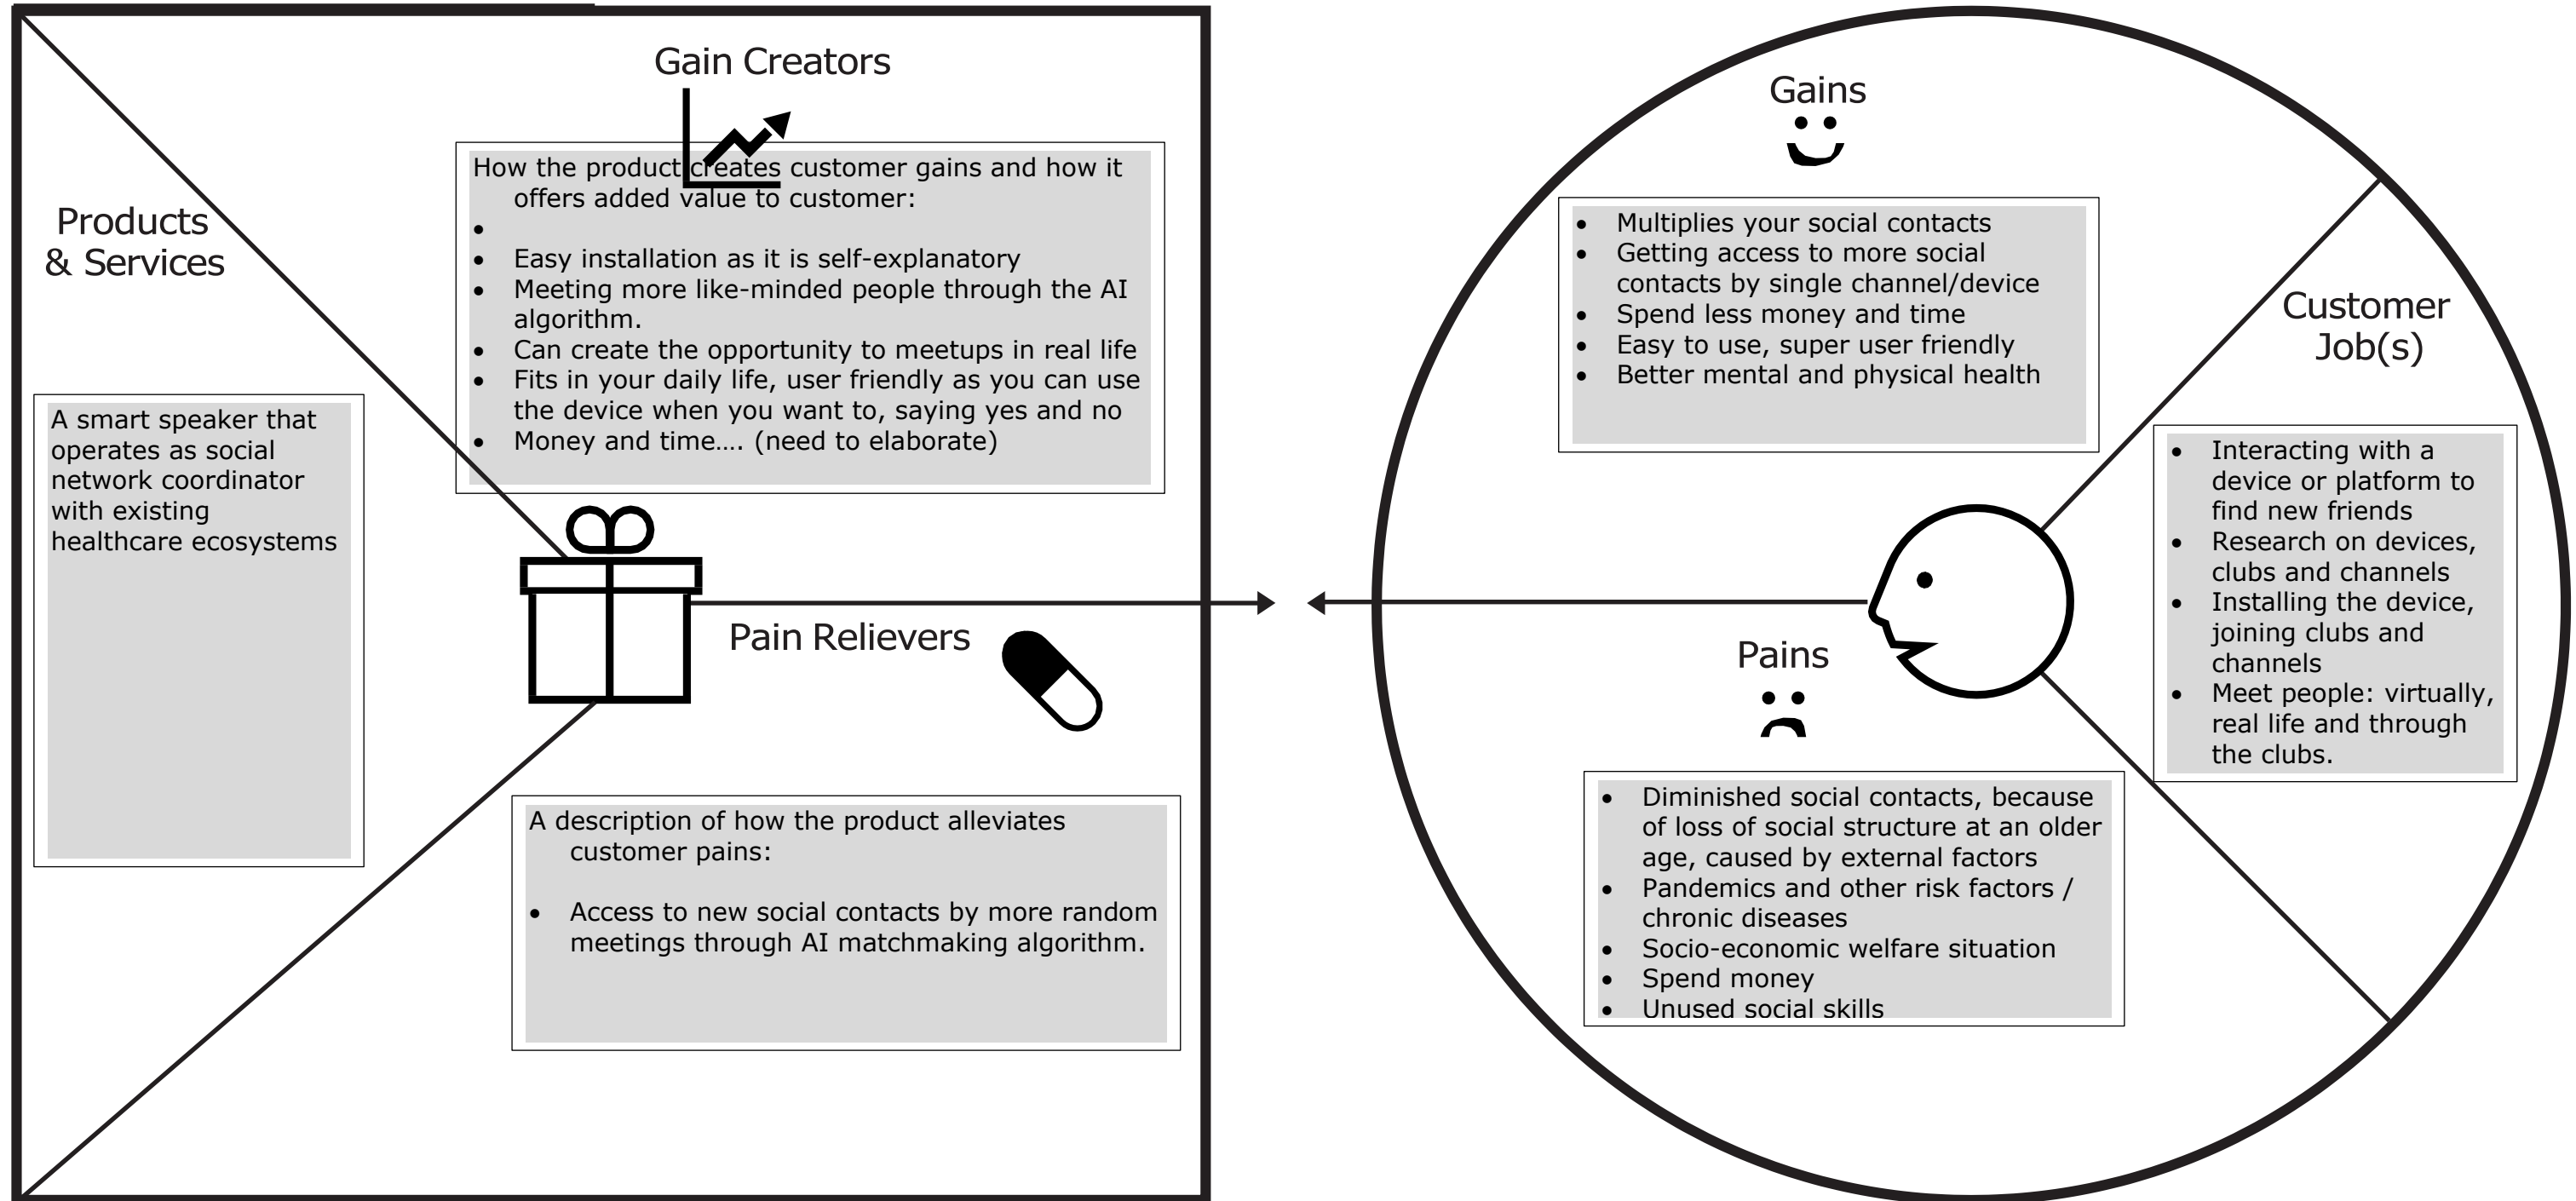 Gain Creators
How the product creates customer gains and how it
offers added value to customer:
•
• Easy installation as it is self-explanatory
• Meeting more like-minded people through the AI
algorithm.
• Can create the opportunity to meetups in real life
• Fits in your daily life, user friendly as you can use
the device when you want to, saying yes and no
• Money and time…. (need to elaborate)
Products
& Services
A smart speaker that
operates as social
network coordinator
with existing
healthcare ecosystems
Pain Relievers
A description of how the product alleviates
customer pains:
• Access to new social contacts by more random
meetings through AI matchmaking algorithm.
Gains
• Multiplies your social contacts
• Getting access to more social
contacts by single channel/device
• Spend less money and time
• Easy to use, super user friendly
• Better mental and physical health
Customer
Job(s)
• Interacting with a
device or platform to
find new friends
• Research on devices,
clubs and channels
• Installing the device,
joining clubs and
channels
• Meet people: virtually,
real life and through
the clubs.
Pains
• Diminished social contacts, because
of loss of social structure at an older
age, caused by external factors
• Pandemics and other risk factors /
chronic diseases
• Socio-economic welfare situation
• Spend money
• Unused social skills